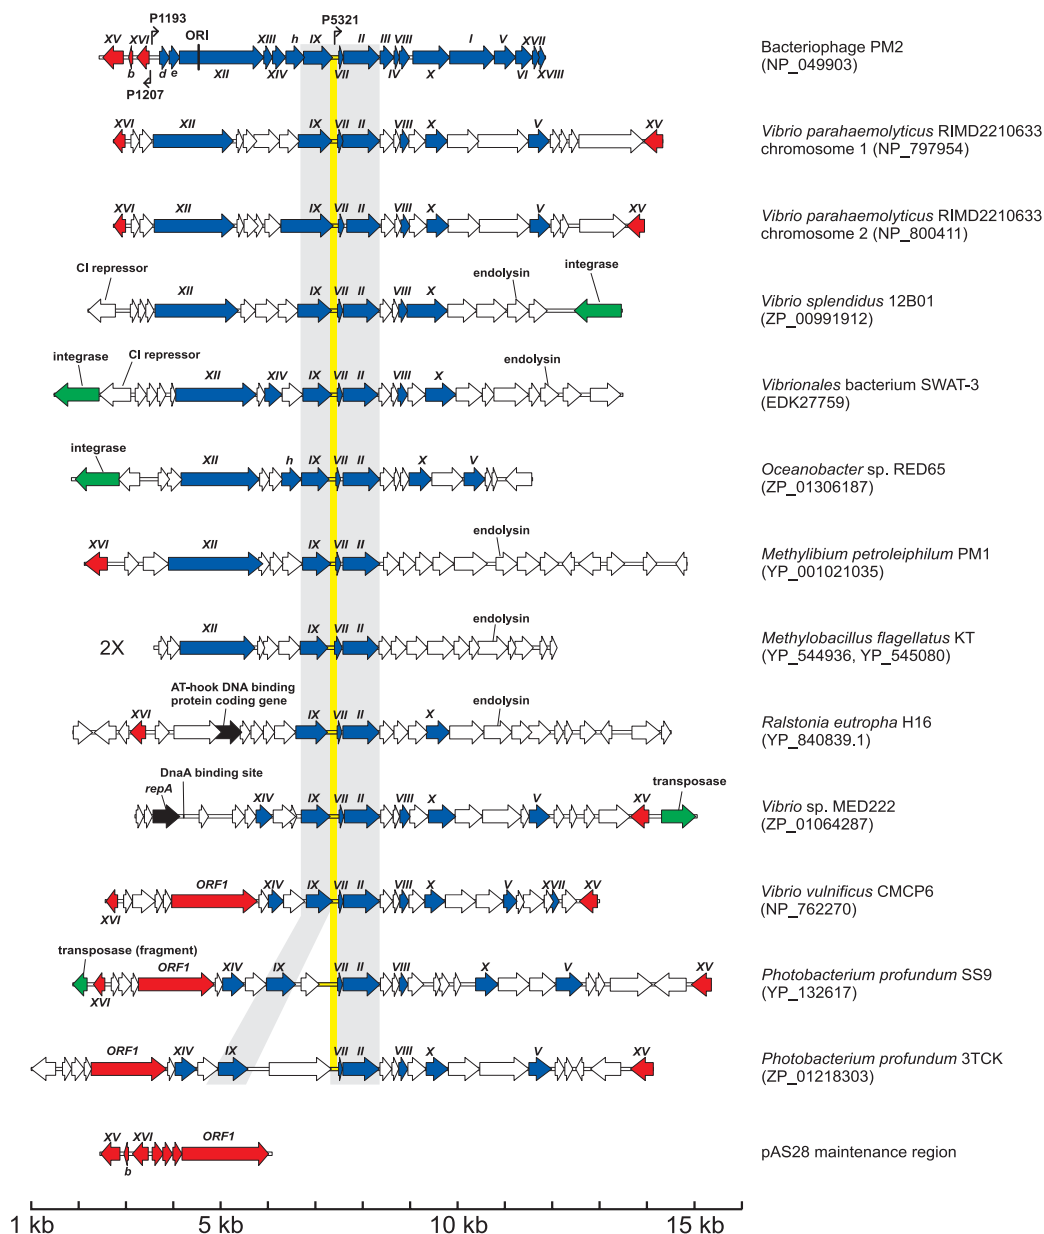 P1193 P5321
XV XVI ORI XIII h IX II III VIII I V XVII
b d e XII XIV VII IV X VI XVIII
P1207
Bacteriophage PM2
(NP_049903)
XVI XII IX VII II VIII X V XV
Vibrio parahaemolyticus RIMD2210633
chromosome 1 (NP_797954)
XVI XII IX VII II VIII X V XV
Vibrio parahaemolyticus RIMD2210633
chromosome 2 (NP_800411)
CI repressor endolysin integrase
XII IX VII II VIII X
Vibrio splendidus 12B01
(ZP_00991912)
integrase CI repressor endolysin
XII XIV IX VII II VIII X
Vibrionales bacterium SWAT-3
(EDK27759)
integrase
XII h IX VII II X V
Oceanobacter sp. RED65
(ZP_01306187)
endolysin
XVI XII IX VII II
Methylibium petroleiphilum PM1
(YP_001021035)
endolysin
2X
XII IX VII II
Methylobacillus flagellatus KT
(YP_544936, YP_545080)
AT-hook DNA binding
protein coding gene
endolysin
XVI IX VII II X
Ralstonia eutropha H16
(YP_840839.1)
DnaA binding site transposase
repA XIV IX VII II VIII X V XV
Vibrio sp. MED222
(ZP_01064287)
ORF1 XIV IX VII II VIII X V XVII XV
XVI
Vibrio vulnificus CMCP6
(NP_762270)
transposase (fragment)
ORF1 XIV IX VII II VIII X V XV
XVI
Photobacterium profundum SS9
(YP_132617)
ORF1 XIV IX VII II VIII X V XV
Photobacterium profundum 3TCK
(ZP_01218303)
XV XVI ORF1
b
pAS28 maintenance region
1 kb 5 kb 10 kb 15 kb